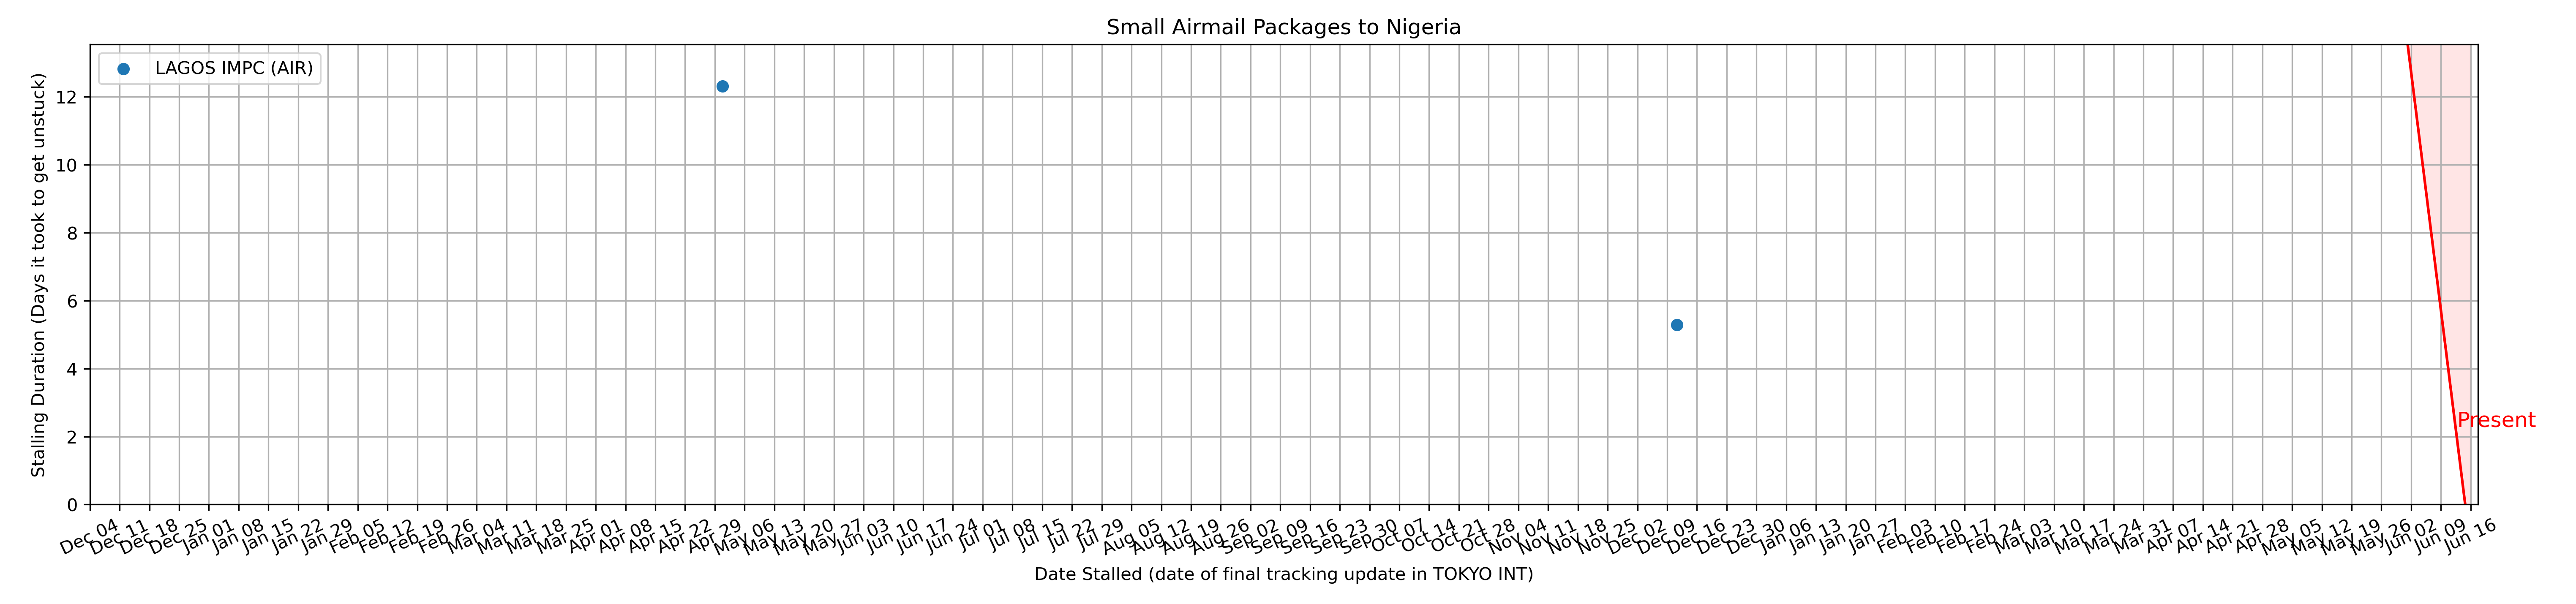 Small Airmail Packages to Nigeria
LAGOS IMPC (AIR)
Stalling Duration (Days it took to get unstuck)
12
10
8
6
4
2
0
Present
Dec 04 Dec 11 Dec 18 Dec 25 Jan 01 Jan 08 Jan 15 Jan 22 Jan 29 Feb 05 Feb 12 Feb 19 Feb 26 Mar 04 Mar 11 Mar 18 Mar 25 Apr 01 Apr 08 Apr 15 Apr 22 Apr 29 May 06 May 13 May 20 May 27 Jun 03 Jun 10 Jun 17 Jun 24 Jul 01 Jul 08 Jul 15 Jul 22 Jul 29 Aug 05 Aug 12 Aug 19 Aug 26 Sep 02 Sep 09 Sep 16 Sep 23 Sep 30 Oct 07 Oct 14 Oct 21 Oct 28 Nov 04 Nov 11 Nov 18 Nov 25 Dec 02 Dec 09 Dec 16 Dec 23 Dec 30 Jan 06 Jan 13 Jan 20 Jan 27 Feb 03 Feb 10 Feb 17 Feb 24 Mar 03 Mar 10 Mar 17 Mar 24 Mar 31 Apr 07 Apr 14 Apr 21 Apr 28 May 05 May 12 May 19 May 26 Jun 02 Jun 09 Jun 16
Date Stalled (date of final tracking update in TOKYO INT)